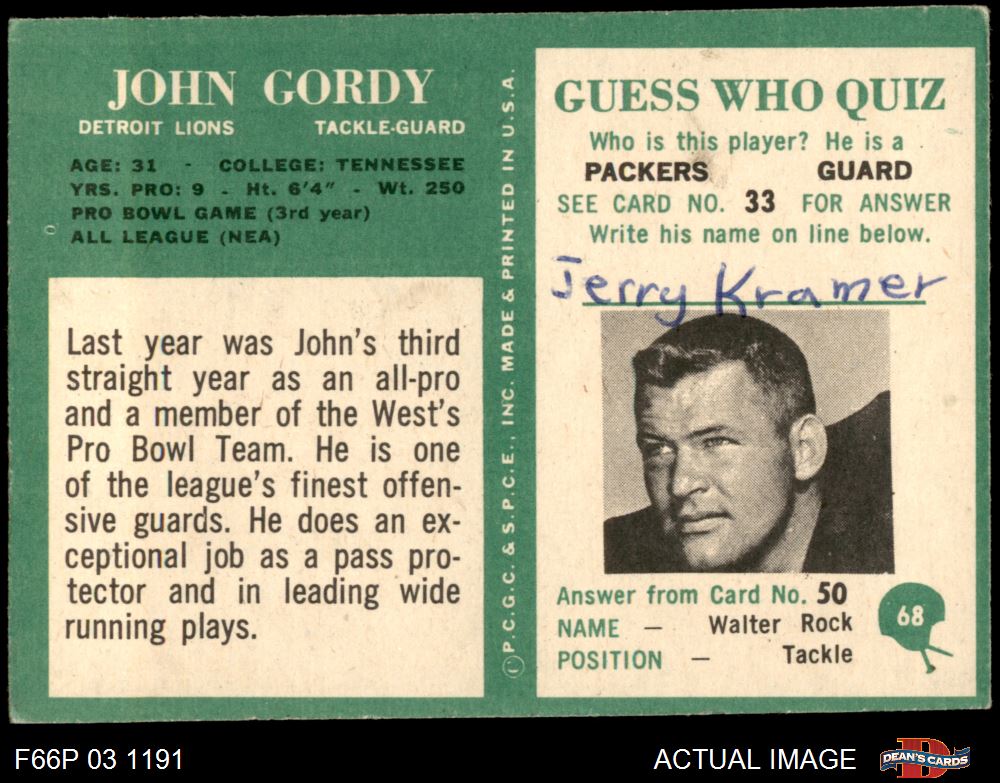 JOHN GORDY
DETROIT LIONS TACKLE-GUARD
AGE: 31 - COLLEGE: TENNESSEE
YRS. PRO: 9 - Ht. 6'4" - Wt. 250
PRO BOWL GAME (3rd year)
ALL LEAGUE (NEA)
Last year was John's third
straight year as an all-pro
and a member of the West's
Pro Bowl Team. He is one
of the league's finest offen-
sive guards. He does an ex-
ceptional job as a pass pro-
tector and in leading wide
running plays.
Ⓒ P.C.G.C. & S.P.C.E., INC. MADE & PRINTED IN U.S.A.
GUESS WHO QUIZ
Who is this player? He is a
PACKERS GUARD
SEE CARD NO. 33 FOR ANSWER
Write his name on line below.
Jerry Kramer
Answer from Card No. 50
NAME — Walter Rock
POSITION — Tackle
68
F66P 03 1191
ACTUAL IMAGE
DEAN'S CARDS